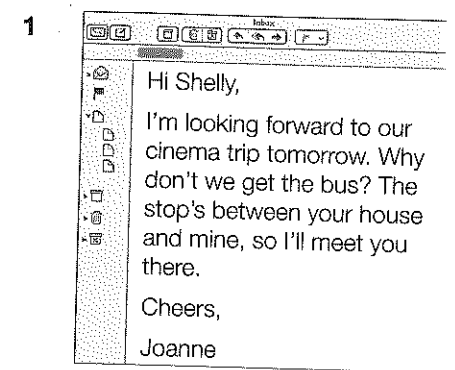 1
Inbox
Hi Shelly,
I'm looking forward to our
cinema trip tomorrow. Why
don't we get the bus? The
stop's between your house
and mine, so I'll meet you
there.
Cheers,
Joanne